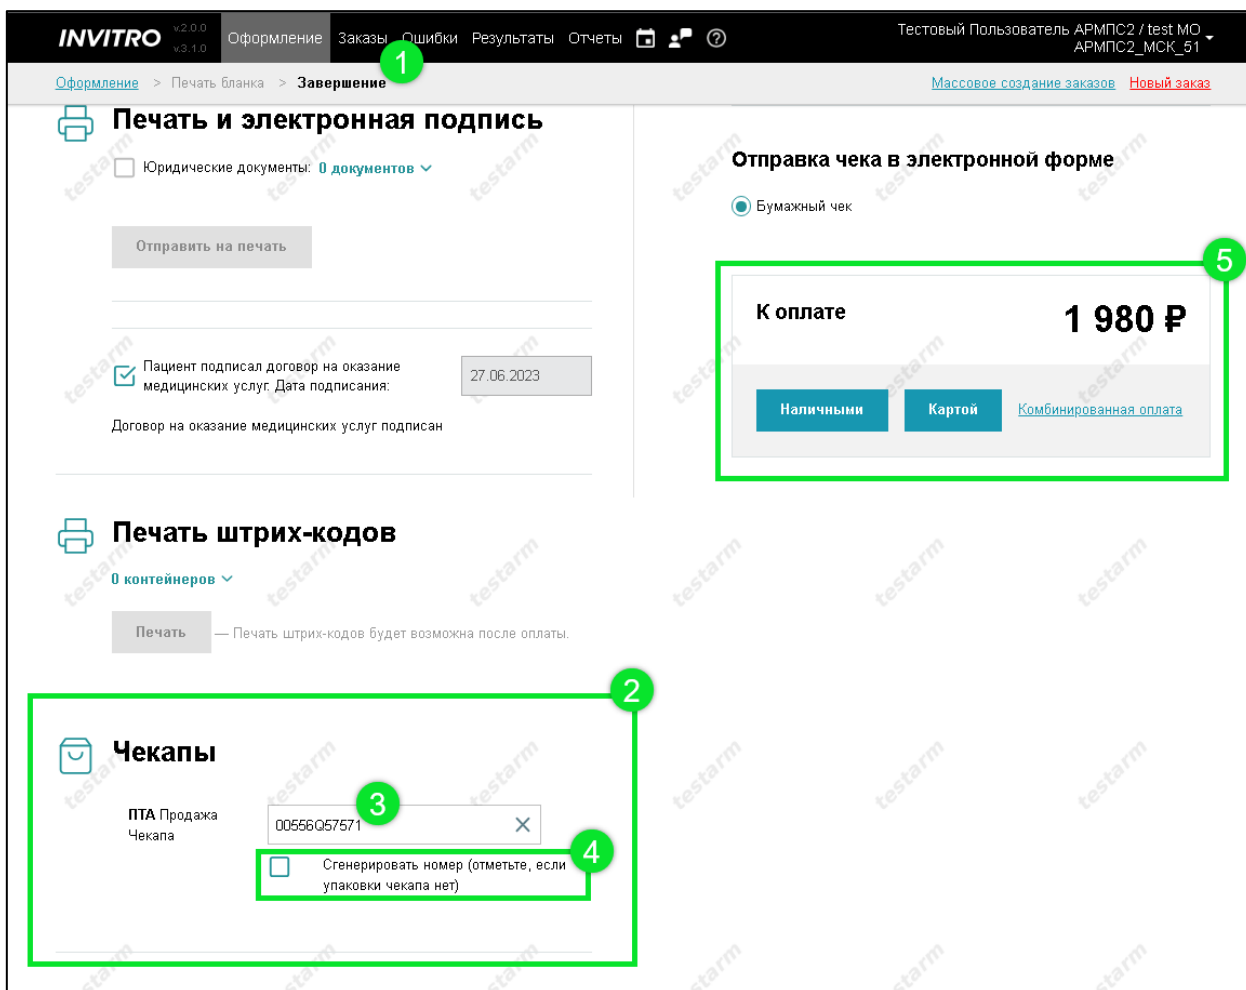 INVITRO
v.2.0.0
v.3.1.0
Оформление Заказы Ошибки Результаты Отчеты
Тестовый Пользователь АРМПС2 / test МО
АРМПС2_МСК_51
1
Оформление > Печать бланка > Завершение
Массовое создание заказов Новый заказ
Печать и электронная подпись
Юридические документы: 0 документов
Отправить на печать
Пациент подписал договор на оказание
медицинских услуг. Дата подписания:
27.06.2023
Договор на оказание медицинских услуг подписан
Отправка чека в электронной форме
Бумажный чек
5
К оплате
1 980 ₽
Наличными
Картой
Комбинированная оплата
Печать штрих-кодов
0 контейнеров
Печать
— Печать штрих-кодов будет возможна после оплаты.
2
Чекапы
ПТА Продажа
Чекапа
3
00556Q57571
4
Сгенерировать номер (отметьте, если
упаковки чекапа нет)
testarm